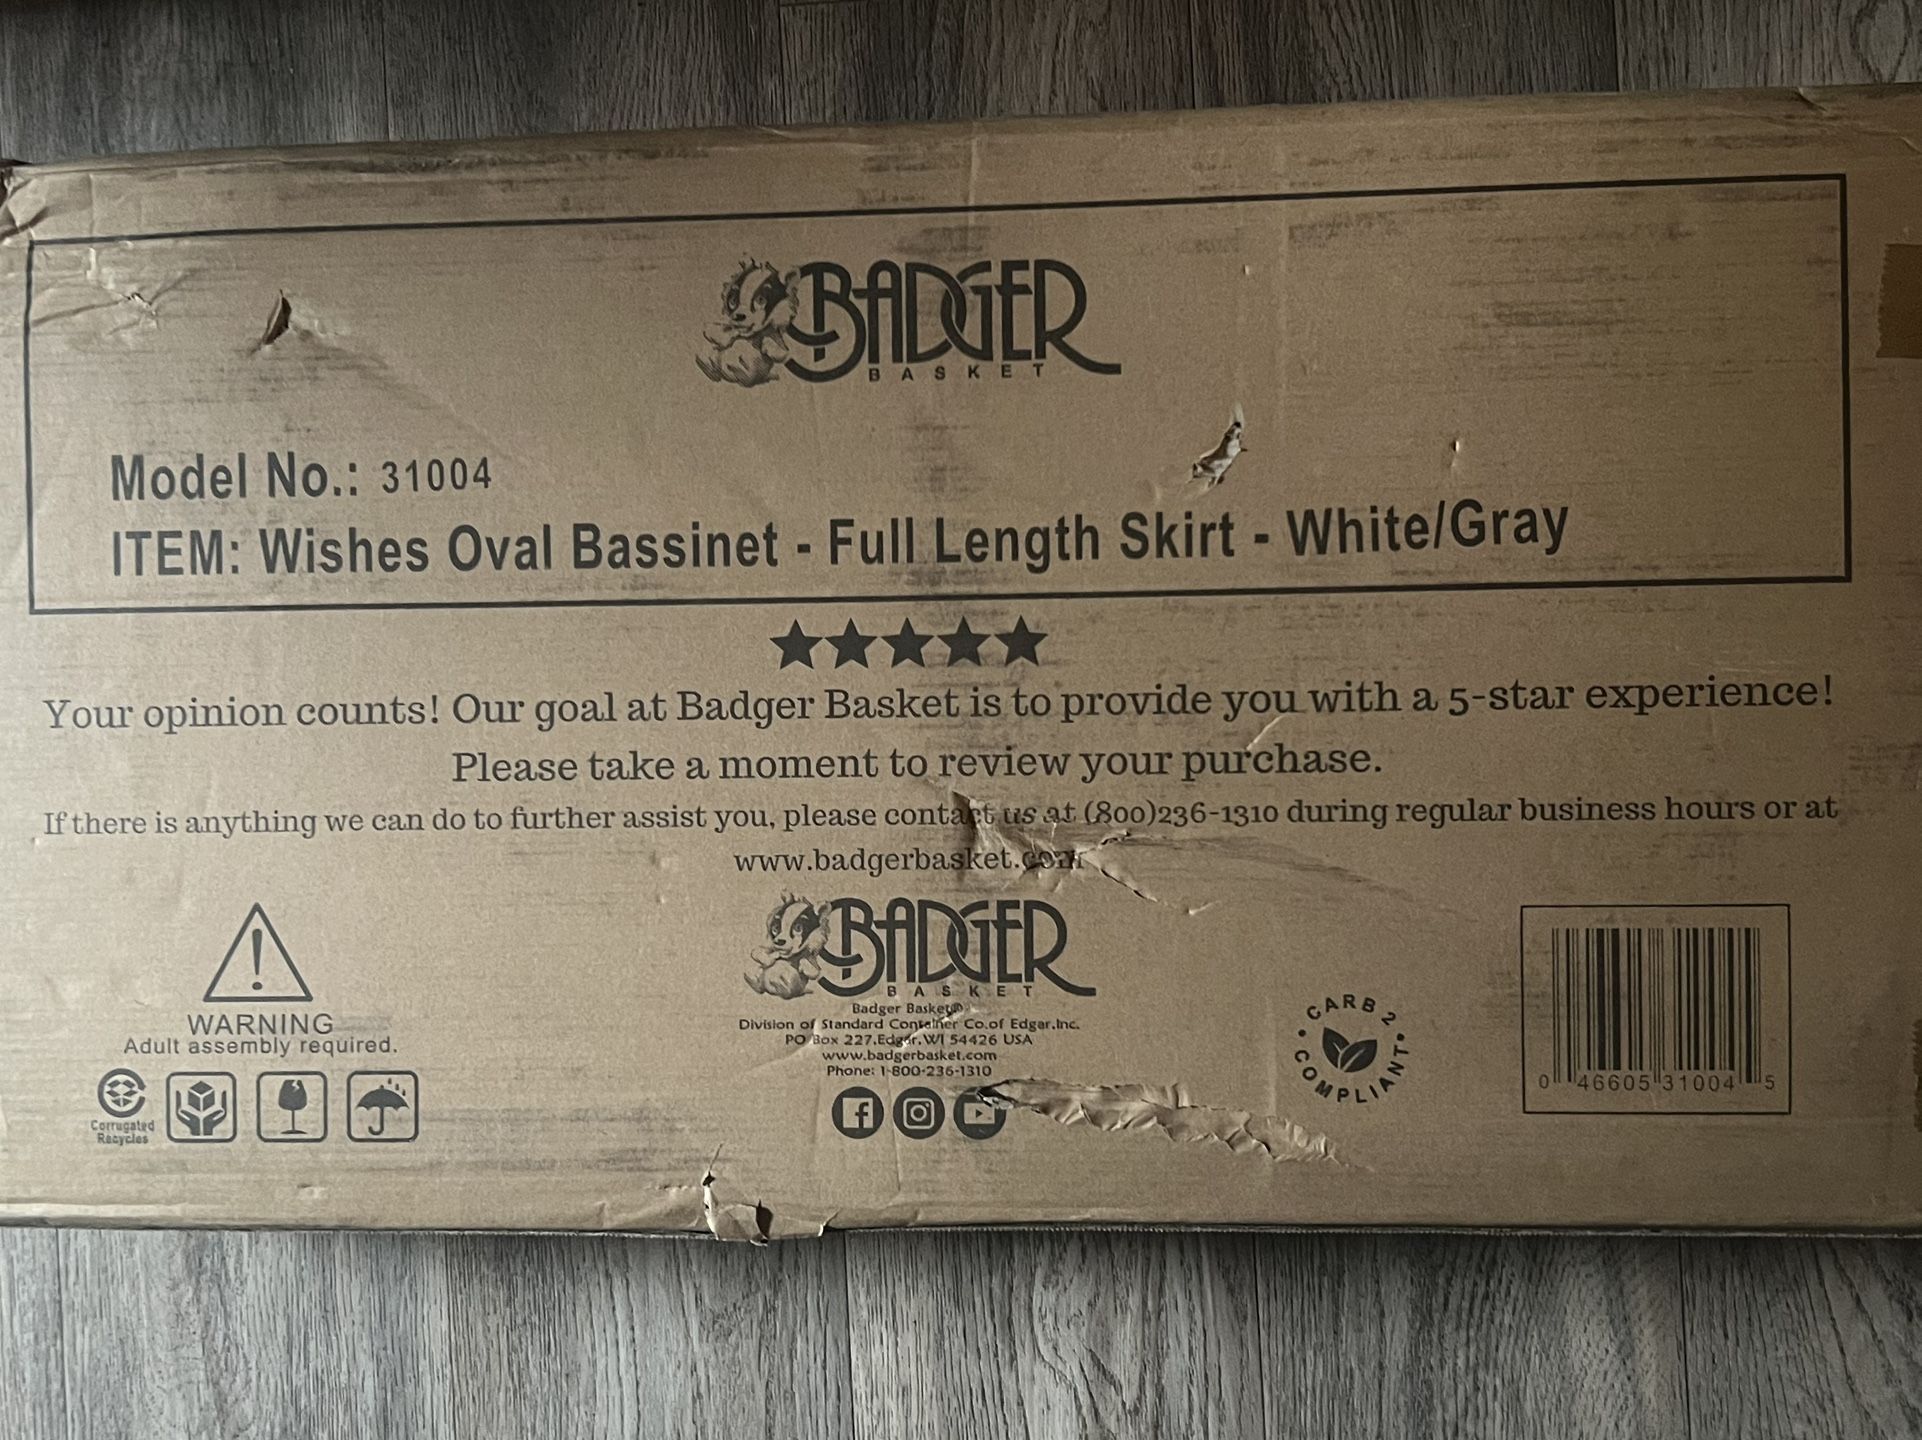 BADGER
BASKET
Model No.: 31004
ITEM: Wishes Oval Bassinet - Full Length Skirt - White/Gray
Your opinion counts! Our goal at Badger Basket is to provide you with a 5-star experience!
Please take a moment to review your purchase.
If there is anything we can do to further assist you, please contact us at (800)236-1310 during regular business hours or at
www.badgerbasket.com
WARNING
Adult assembly required.
Corrugated
Recycles
BADGER
BASKET
Badger Basket®
Division of Standard Container Co.of Edgar.Inc.
PO Box 227.Edgar.WI 54426 USA
www.badgerbasket.com
Phone: 1-800-236-1310
CARB 2
COMPLIANT
0 46605 31004 5